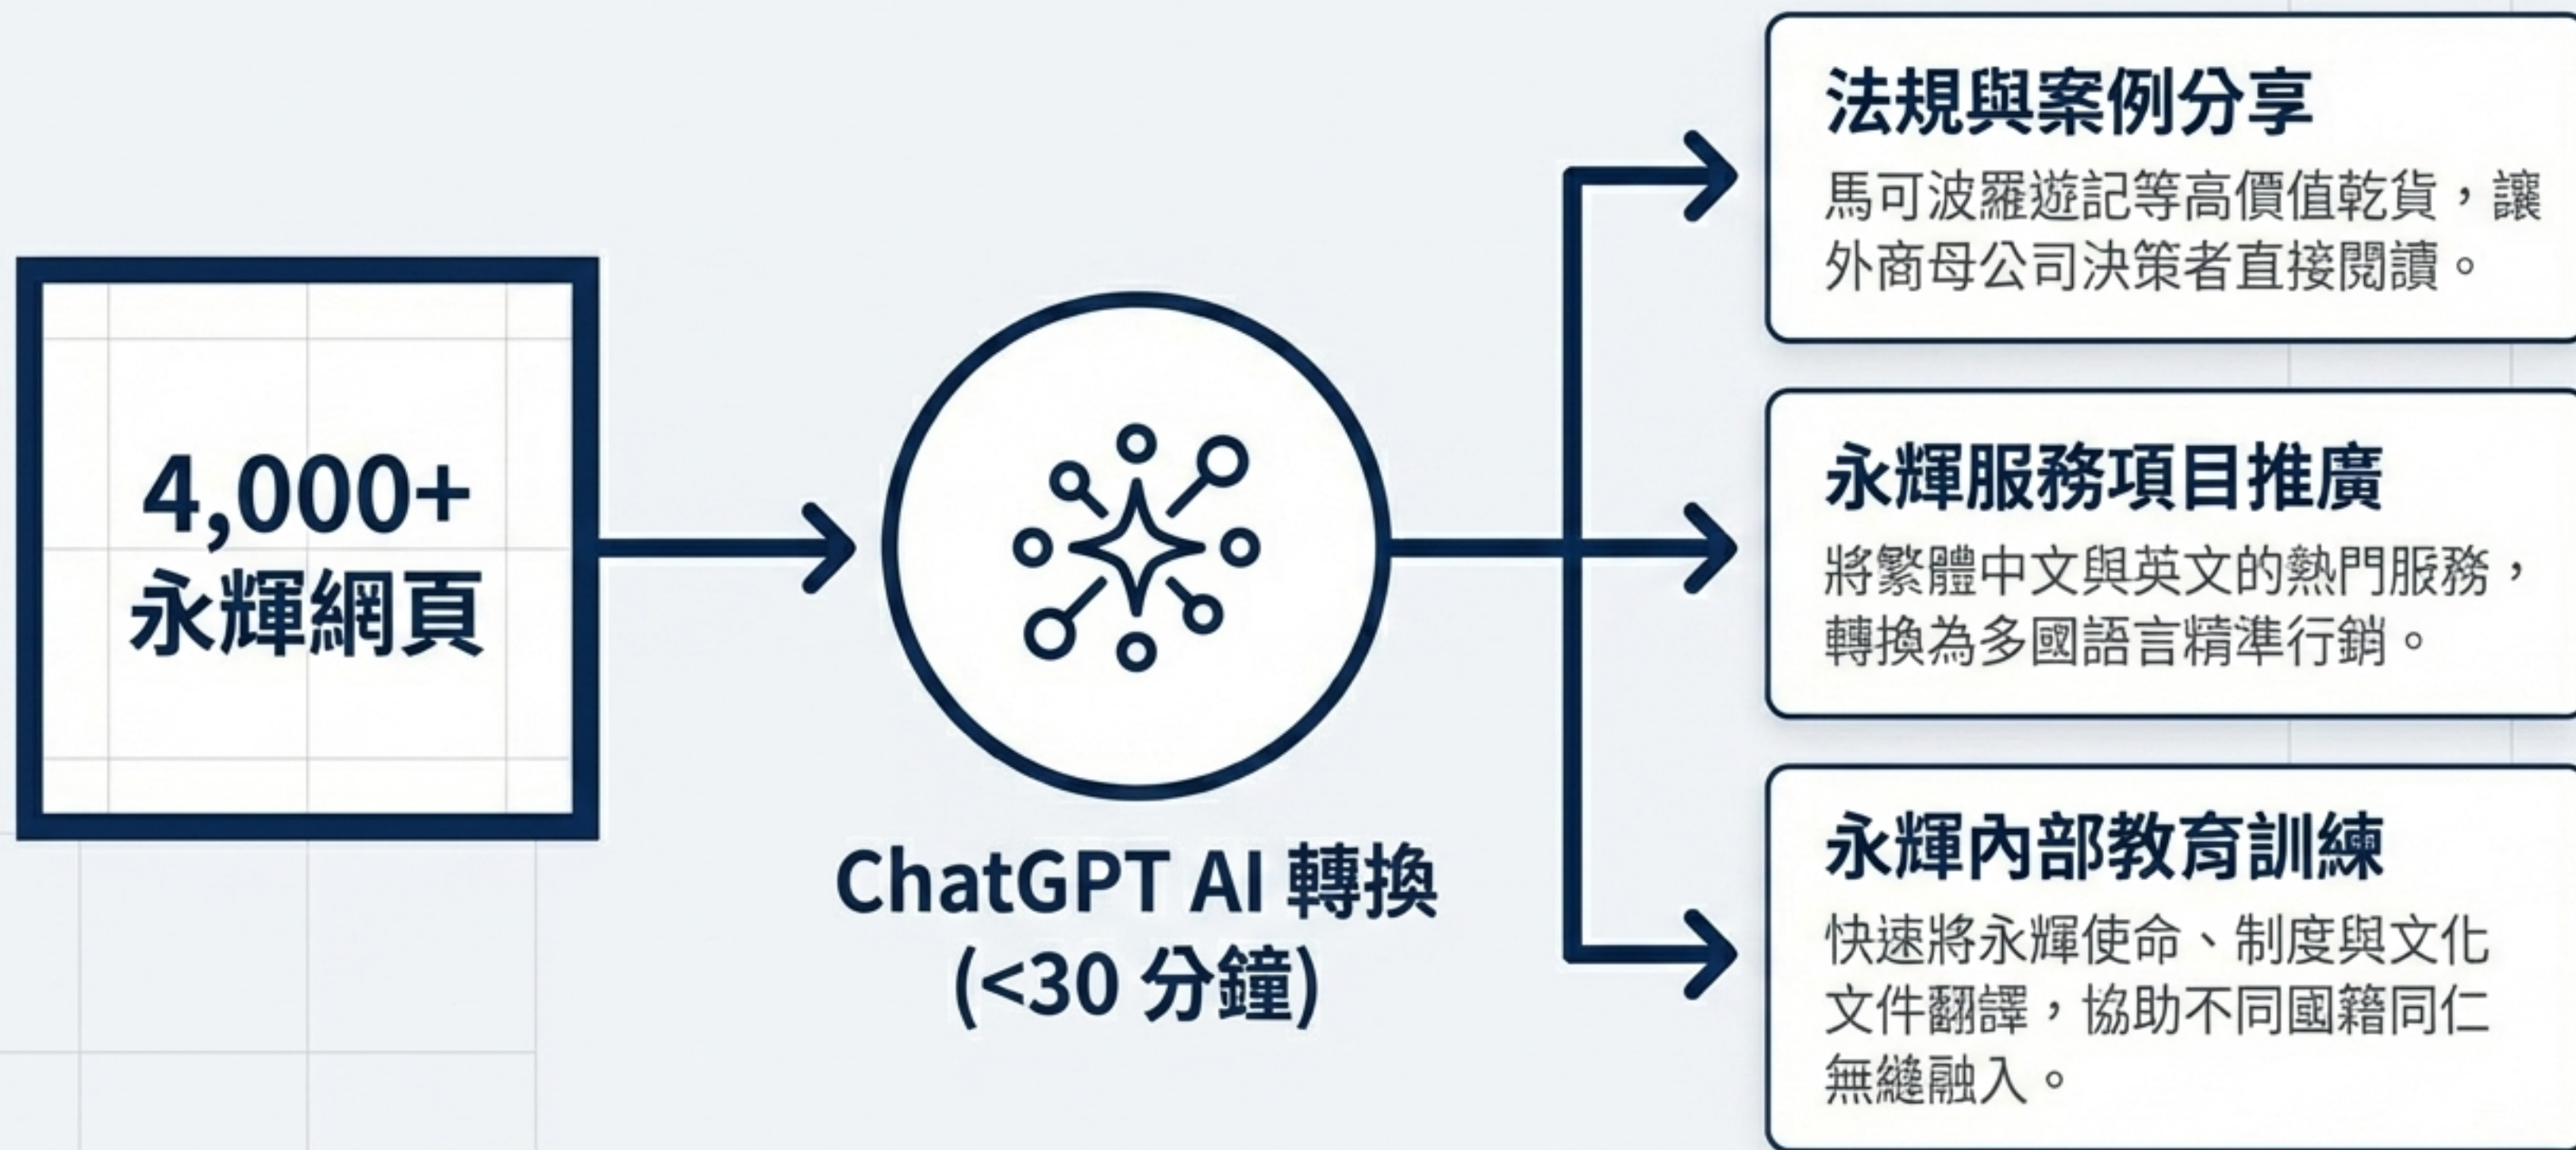 4,000+
永輝網頁
ChatGPT AI 轉換
(<30 分鐘)
法規與案例分享
馬可波羅遊記等高價值乾貨，讓
外商母公司決策者直接閱讀。
永輝服務項目推廣
將繁體中文與英文的熱門服務，
轉換為多國語言精準行銷。
永輝內部教育訓練
快速將永輝使命、制度與文化
文件翻譯，協助不同國籍同仁
無縫融入。